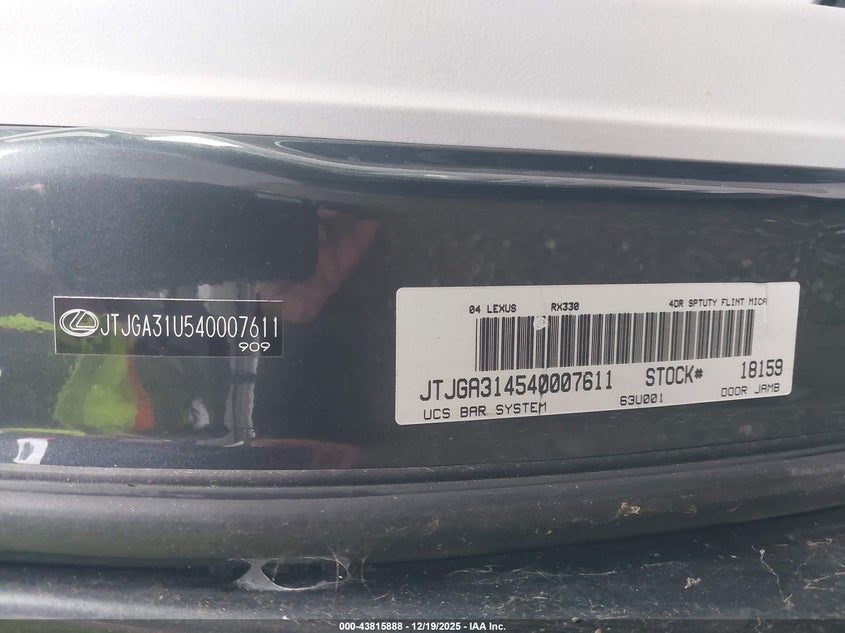 JTJGA31U540007611
909
04 LEXUS RX330 4DR SPTUTY FLINT MICA
JTJGA314540007611 STOCK# 18159
UCS BAR SYSTEM 63U001 DOOR JAMB
000-43815888 - 12/19/2025 - IAA Inc.